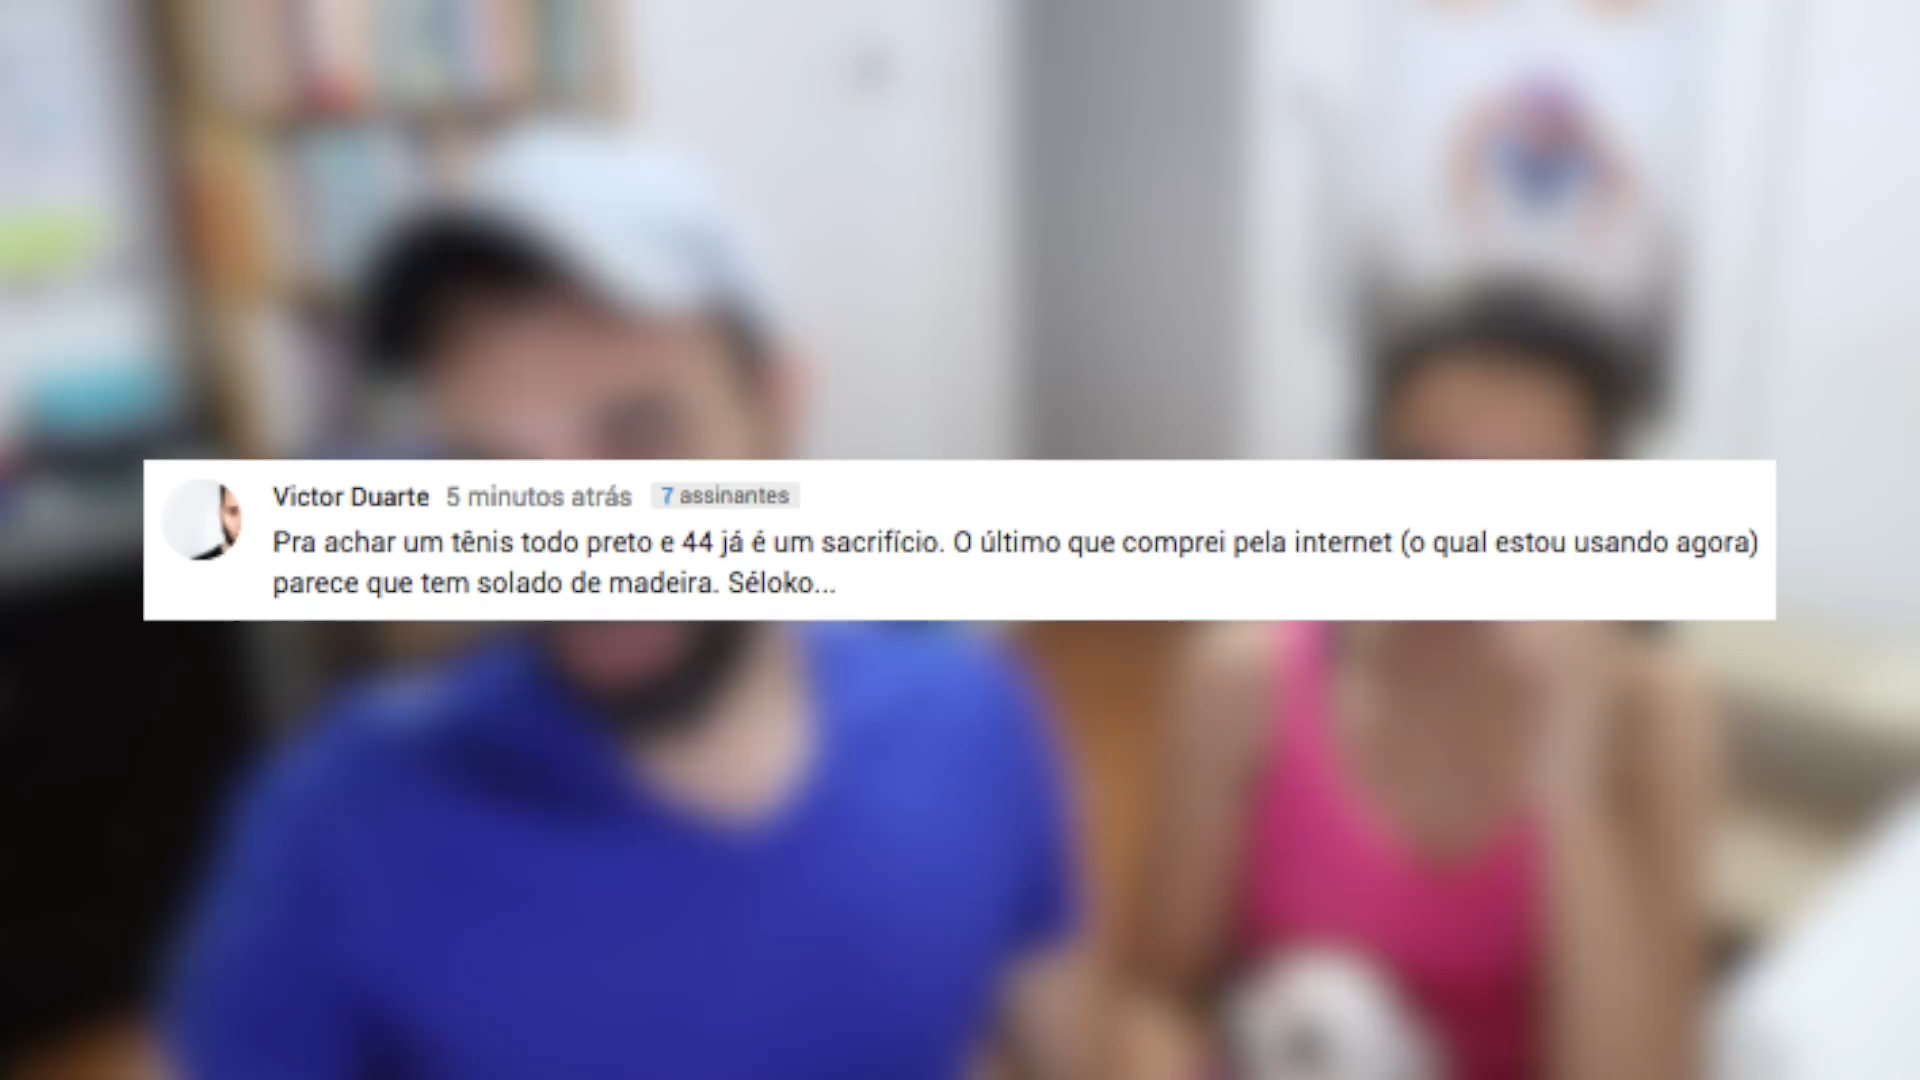 Victor Duarte 5 minutos atrás 7 assinantes
Pra achar um tênis todo preto e 44 já é um sacrifício. O último que comprei pela internet (o qual estou usando agora)
parece que tem solado de madeira. Séloko...